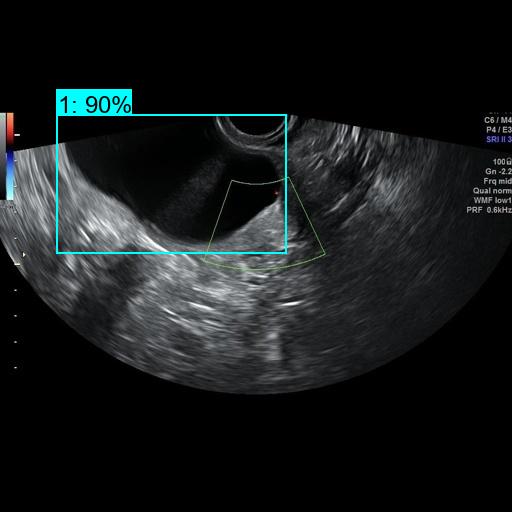 1: 90%
C6 / M4
P4 / E3
SRI II 3
100
Gn -2.2
Frq mid
Qual norm
WMF low1
PRF 0.6kHz